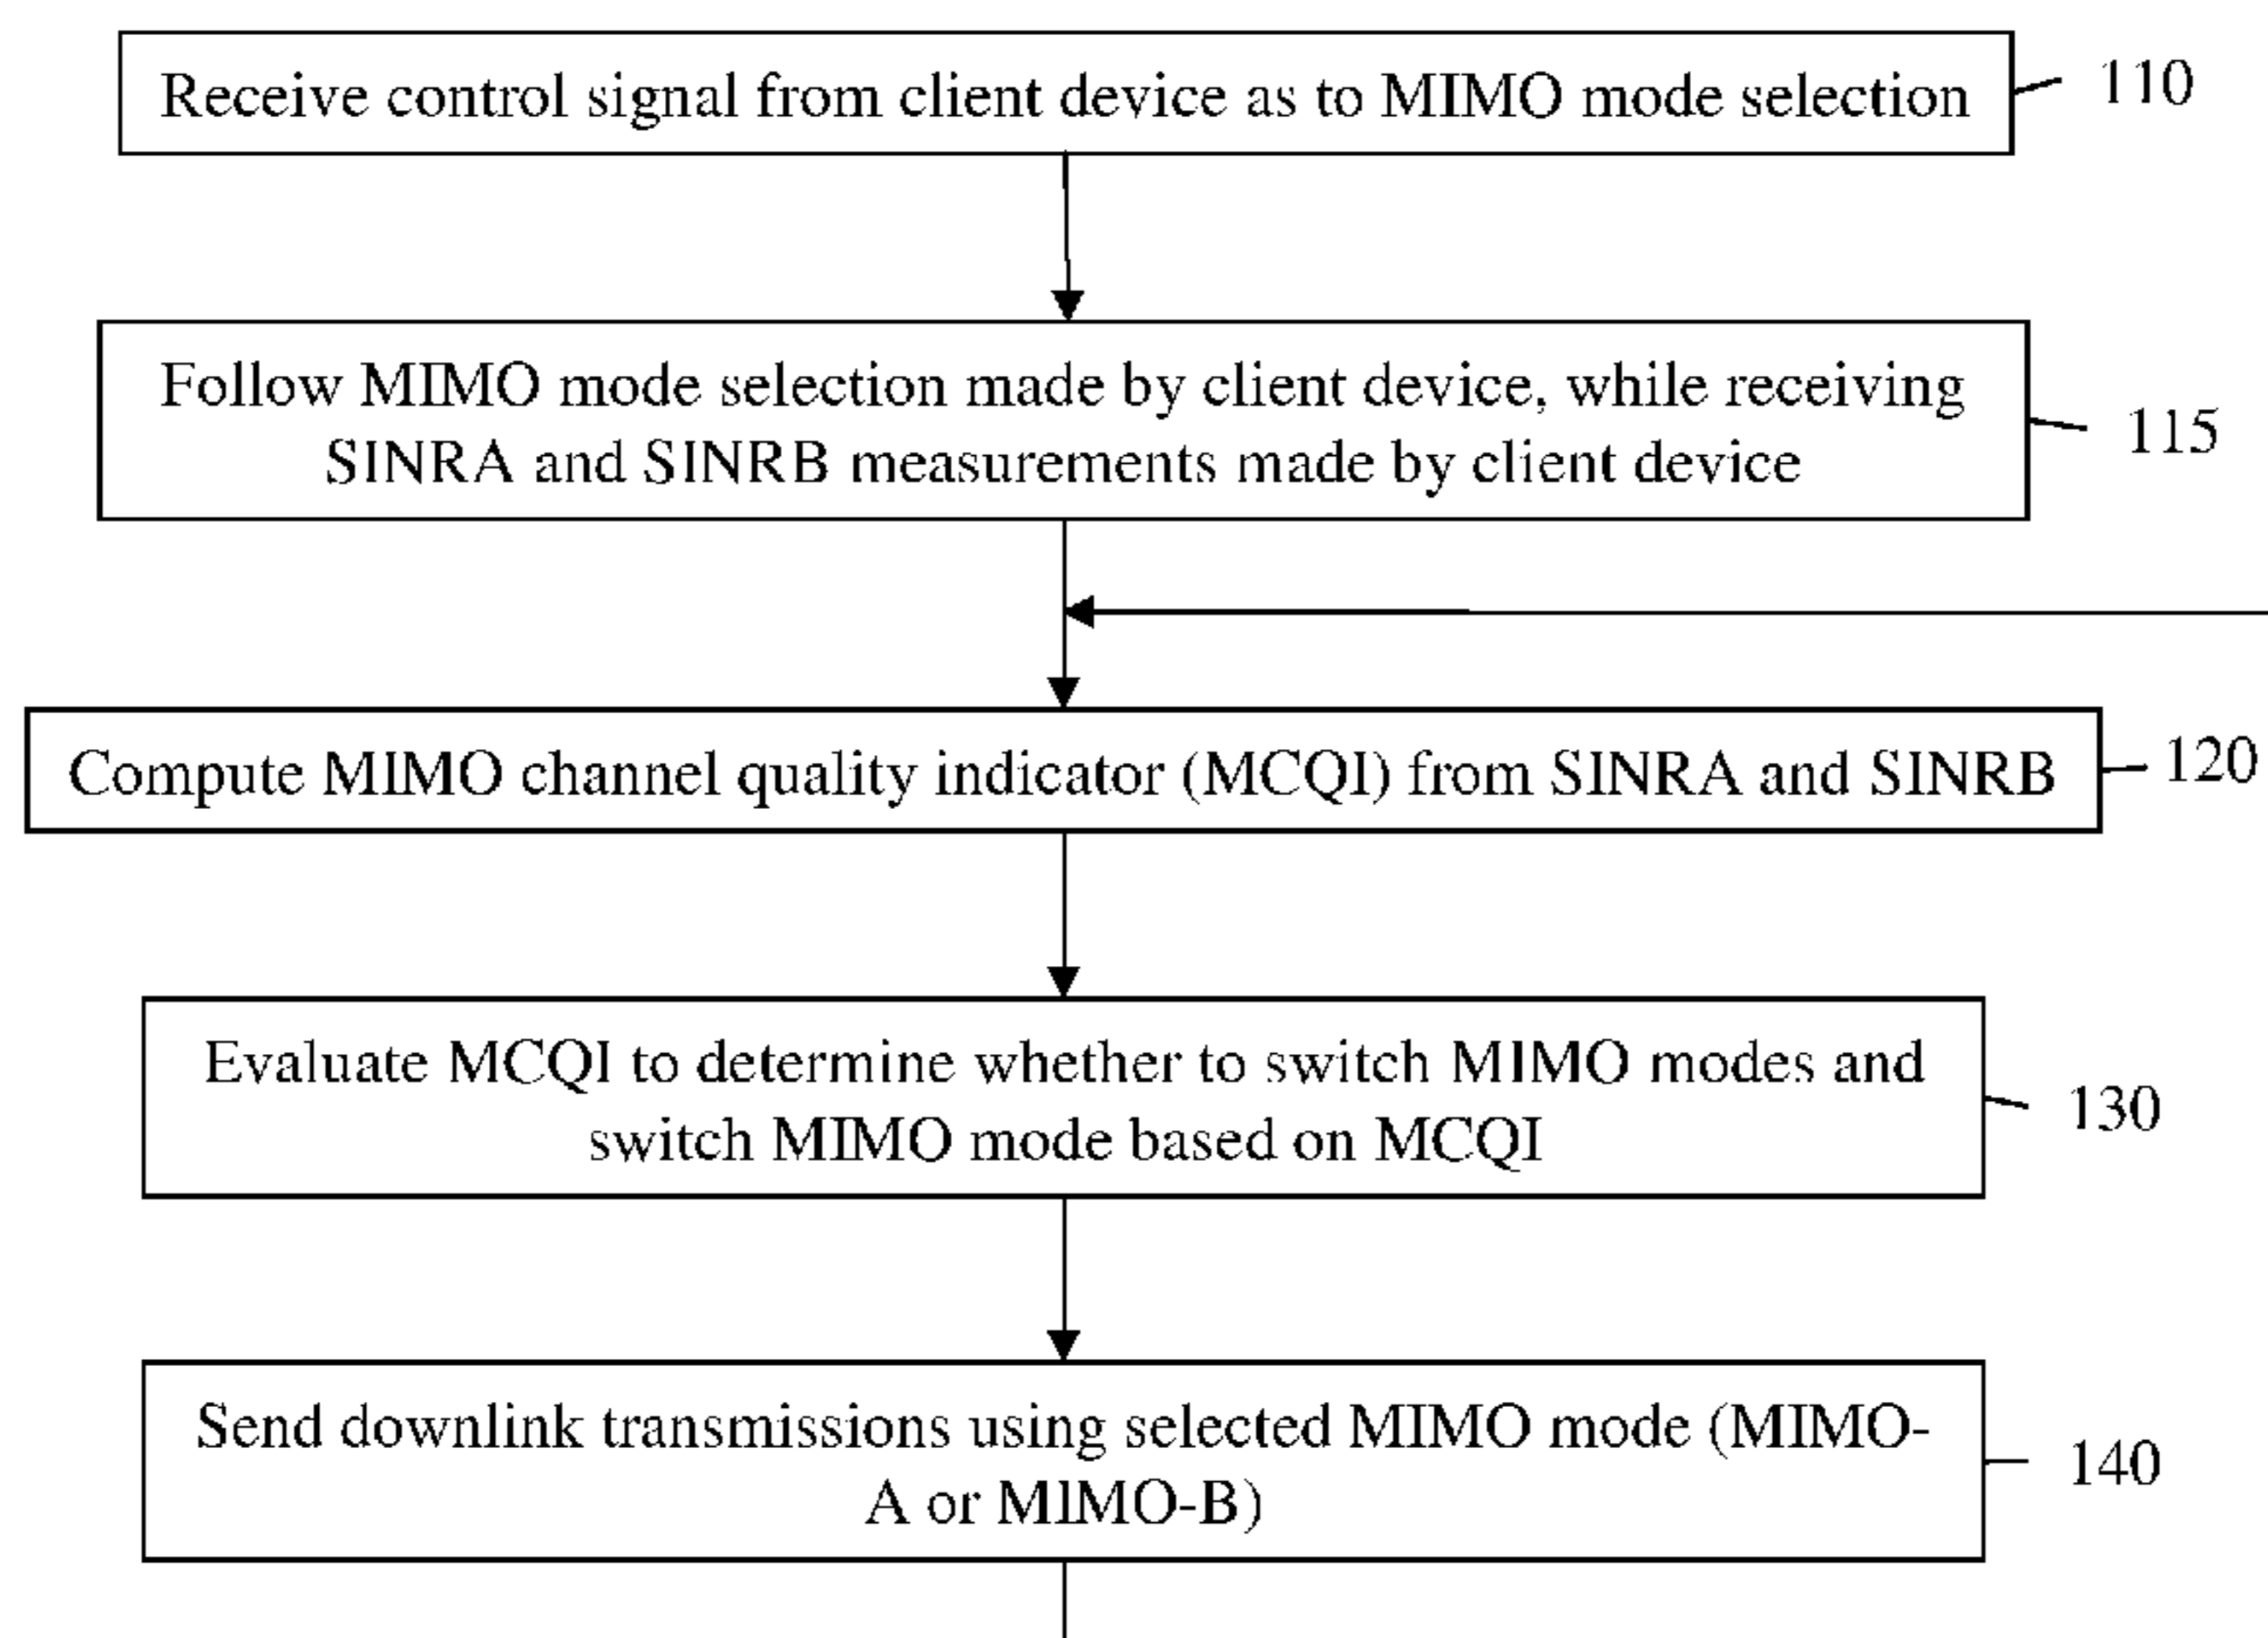 Receive control signal from client device as to MIMO mode selection
110
Follow MIMO mode selection made by client device, while receiving
SINRA and SINRB measurements made by client device
115
Compute MIMO channel quality indicator (MCQI) from SINRA and SINRB
120
Evaluate MCQI to determine whether to switch MIMO modes and
switch MIMO mode based on MCQI
130
Send downlink transmissions using selected MIMO mode (MIMO-
A or MIMO-B)
140